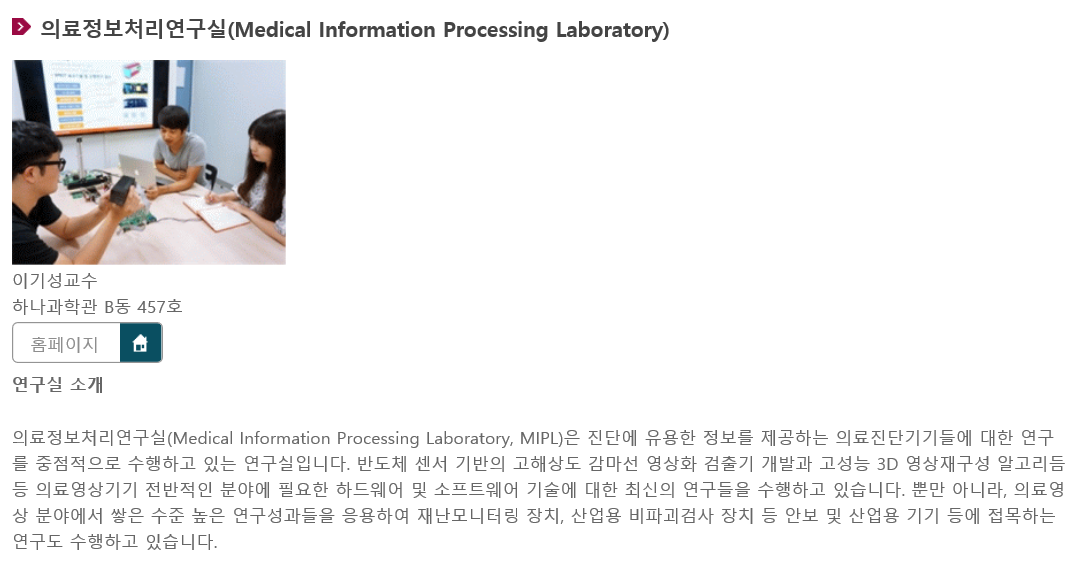 의료정보처리연구실(Medical Information Processing Laboratory)
이기성교수
하나과학관 B동 457호
홈페이지
연구실 소개
의료정보처리연구실(Medical Information Processing Laboratory, MIPL)은 진단에 유용한 정보를 제공하는 의료진단기기들에 대한 연구
를 중점적으로 수행하고 있는 연구실입니다. 반도체 센서 기반의 고해상도 감마선 영상화 검출기 개발과 고성능 3D 영상재구성 알고리듬
등 의료영상기기 전반적인 분야에 필요한 하드웨어 및 소프트웨어 기술에 대한 최신의 연구들을 수행하고 있습니다. 뿐만 아니라, 의료영
상 분야에서 쌓은 수준 높은 연구성과들을 응용하여 재난모니터링 장치, 산업용 비파괴검사 장치 등 안보 및 산업용 기기 등에 접목하는
연구도 수행하고 있습니다.